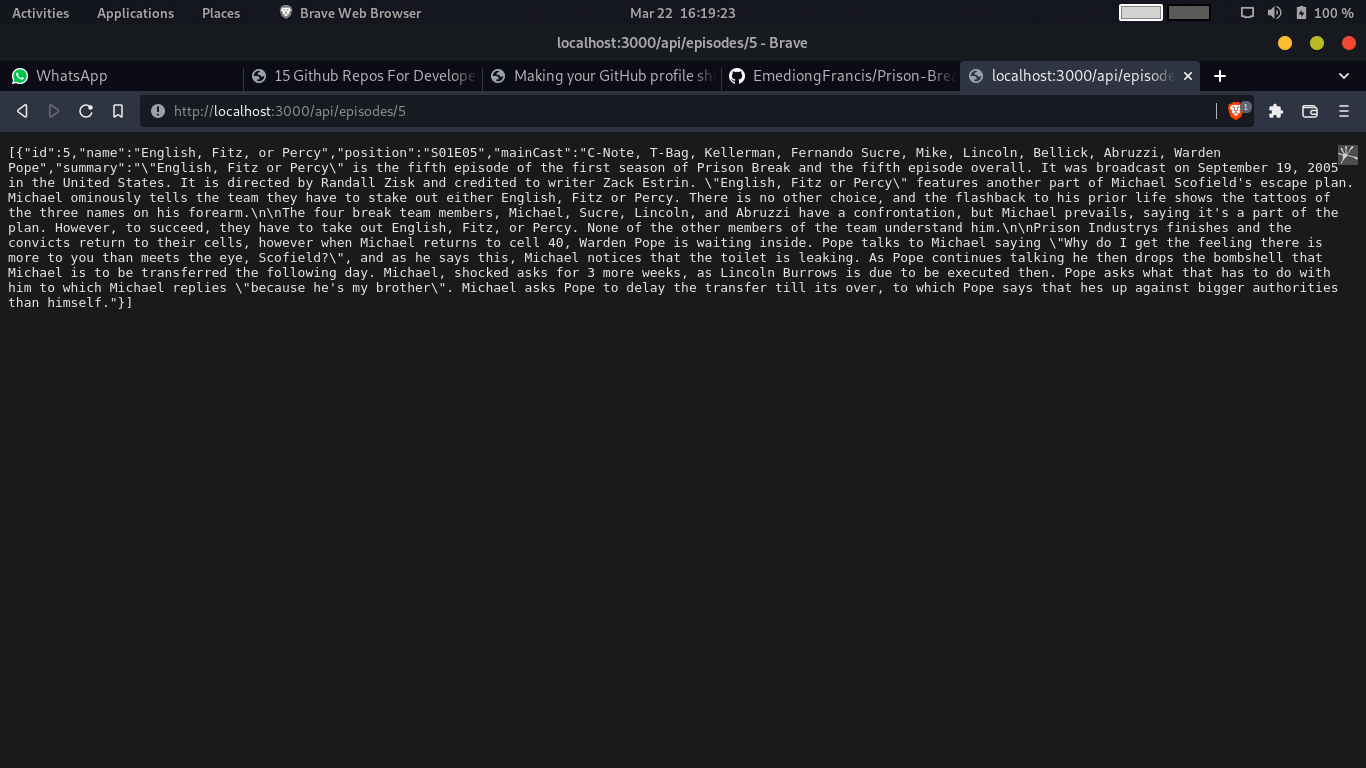 Activities Applications Places Brave Web Browser Mar 22 16:19:23 100 %
localhost:3000/api/episodes/5 - Brave
WhatsApp 15 Github Repos For Develope Making your GitHub profile sh EmediongFrancis/Prison-Brea localhost:3000/api/episode
http://localhost:3000/api/episodes/5 1
[{"id":5,"name":"English, Fitz, or Percy","position":"S01E05","mainCast":"C-Note, T-Bag, Kellerman, Fernando Sucre, Mike, Lincoln, Bellick, Abruzzi, Warden
Pope","summary":"\"English, Fitz or Percy\" is the fifth episode of the first season of Prison Break and the fifth episode overall. It was broadcast on September 19, 2005
in the United States. It is directed by Randall Zisk and credited to writer Zack Estrin. \"English, Fitz or Percy\" features another part of Michael Scofield's escape plan.
Michael ominously tells the team they have to stake out either English, Fitz or Percy. There is no other choice, and the flashback to his prior life shows the tattoos of
the three names on his forearm.\n\nThe four break team members, Michael, Sucre, Lincoln, and Abruzzi have a confrontation, but Michael prevails, saying it's a part of the
plan. However, to succeed, they have to take out English, Fitz, or Percy. None of the other members of the team understand him.\n\nPrison Industrys finishes and the
convicts return to their cells, however when Michael returns to cell 40, Warden Pope is waiting inside. Pope talks to Michael saying \"Why do I get the feeling there is
more to you than meets the eye, Scofield?\", and as he says this, Michael notices that the toilet is leaking. As Pope continues talking he then drops the bombshell that
Michael is to be transferred the following day. Michael, shocked asks for 3 more weeks, as Lincoln Burrows is due to be executed then. Pope asks what that has to do with
him to which Michael replies \"because he's my brother\". Michael asks Pope to delay the transfer till its over, to which Pope says that hes up against bigger authorities
than himself."}]